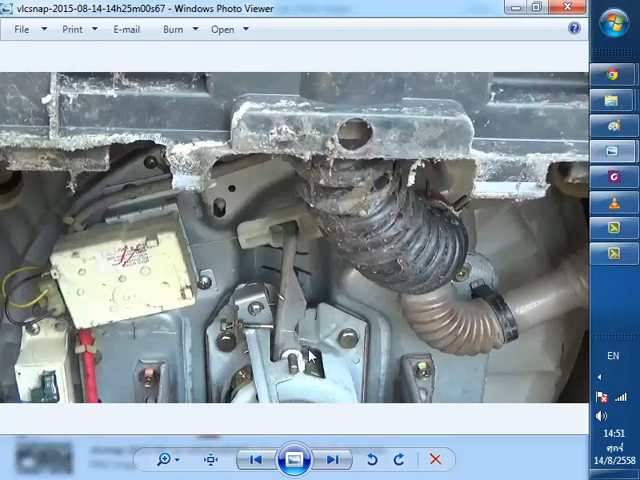 vlcsnap-2015-08-14-14h25m00s67 - Windows Photo Viewer
File
Print
E-mail
Burn
Open
EN
14:51
ศุกร์
14/8/2558